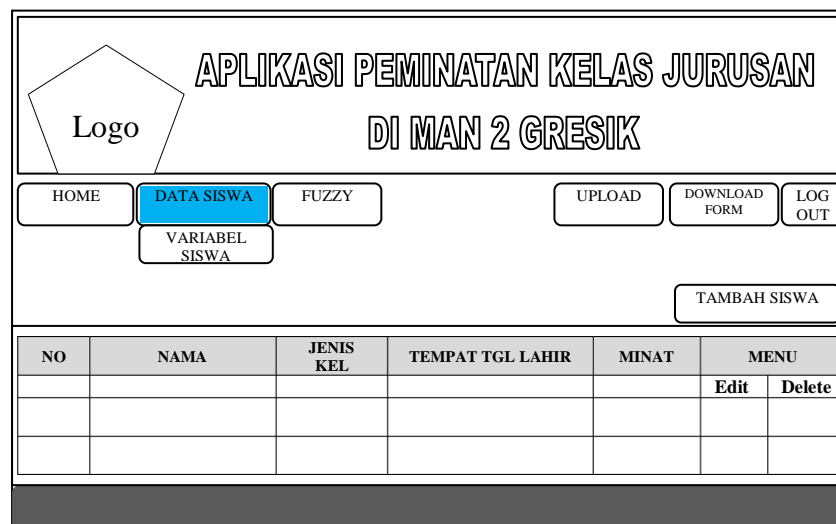 APLIKASI PEMINATAN KELAS JURUSAN
DI MAN 2 GRESIK
Logo
HOME
DATA SISWA
FUZZY
UPLOAD
DOWNLOAD
FORM
LOG
OUT
VARIABEL
SISWA
TAMBAH SISWA
NO NAMA JENIS KEL TEMPAT TGL LAHIR MINAT MENU
Edit Delete